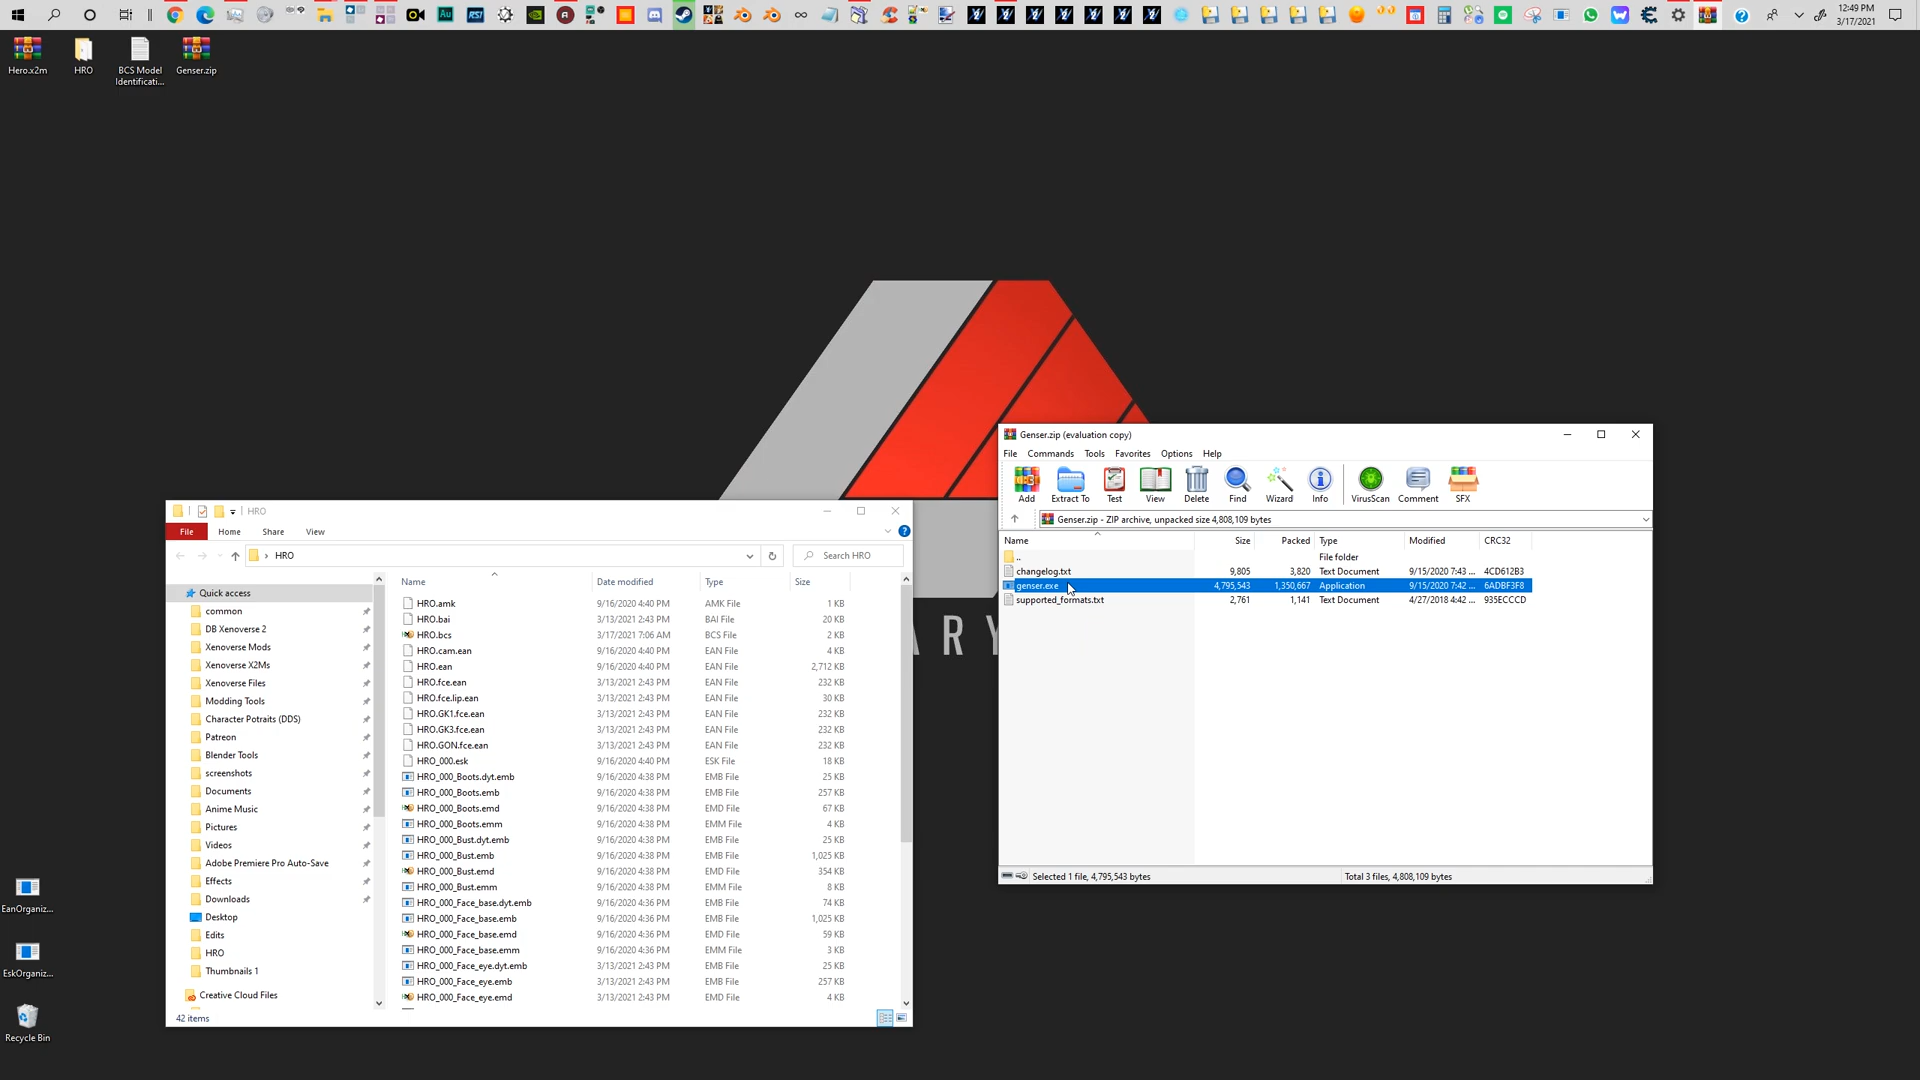 12:49 PM
3/17/2021
Hero.x2m
HRO
BCS Model
Identificati...
Genser.zip
EanOrganiz...
EskOrganiz...
Recycle Bin
ARY
HRO
File
Home
Share
View
HRO
Search HRO
Name
Date modified
Type
Size
Quick access
common
DB Xenoverse 2
Xenoverse Mods
Xenoverse X2Ms
Xenoverse Files
Modding Tools
Character Potraits (DDS)
Patreon
Blender Tools
screenshots
Documents
Anime Music
Pictures
Videos
Adobe Premiere Pro Auto-Save
Effects
Downloads
Desktop
Edits
HRO
Thumbnails 1
Creative Cloud Files
HRO.amk 9/16/2020 4:40 PM AMK File 1 KB
HRO.bai 3/13/2021 2:43 PM BAI File 20 KB
HRO.bcs 3/17/2021 7:06 AM BCS File 2 KB
HRO.cam.ean 9/16/2020 4:40 PM EAN File 4 KB
HRO.ean 9/16/2020 4:40 PM EAN File 2,712 KB
HRO.fce.ean 3/13/2021 2:43 PM EAN File 232 KB
HRO.fce.lip.ean 3/13/2021 2:43 PM EAN File 30 KB
HRO.GK1.fce.ean 3/13/2021 2:43 PM EAN File 232 KB
HRO.GK3.fce.ean 3/13/2021 2:43 PM EAN File 232 KB
HRO.GON.fce.ean 3/13/2021 2:43 PM EAN File 232 KB
HRO_000.esk 9/16/2020 4:40 PM ESK File 18 KB
HRO_000_Boots.dyt.emb 9/16/2020 4:38 PM EMB File 25 KB
HRO_000_Boots.emb 9/16/2020 4:38 PM EMB File 257 KB
HRO_000_Boots.emd 9/16/2020 4:38 PM EMD File 67 KB
HRO_000_Boots.emm 9/16/2020 4:38 PM EMM File 4 KB
HRO_000_Bust.dyt.emb 9/16/2020 4:38 PM EMB File 25 KB
HRO_000_Bust.emb 9/16/2020 4:38 PM EMB File 1,025 KB
HRO_000_Bust.emd 9/16/2020 4:38 PM EMD File 354 KB
HRO_000_Bust.emm 9/16/2020 4:38 PM EMM File 8 KB
HRO_000_Face_base.dyt.emb 9/16/2020 4:36 PM EMB File 74 KB
HRO_000_Face_base.emb 9/16/2020 4:36 PM EMB File 1,025 KB
HRO_000_Face_base.emd 9/16/2020 4:36 PM EMD File 59 KB
HRO_000_Face_base.emm 9/16/2020 4:36 PM EMM File 3 KB
HRO_000_Face_eye.dyt.emb 3/13/2021 2:43 PM EMB File 25 KB
HRO_000_Face_eye.emb 3/13/2021 2:43 PM EMB File 257 KB
HRO_000_Face_eye.emd 3/13/2021 2:43 PM EMD File 4 KB
42 items
Genser.zip (evaluation copy)
File Commands Tools Favorites Options Help
Add Extract To Test View Delete Find Wizard Info VirusScan Comment SFX
Genser.zip - ZIP archive, unpacked size 4,808,109 bytes
Name Size Packed Type Modified CRC32
.. File folder
changelog.txt 9,805 3,820 Text Document 9/15/2020 7:43 ... 4CD612B3
genser.exe 4,795,543 1,350,667 Application 9/15/2020 7:42 ... 6ADBF3F8
supported_formats.txt 2,761 1,141 Text Document 4/27/2018 4:42 ... 935ECCCD
Selected 1 file, 4,795,543 bytes
Total 3 files, 4,808,109 bytes